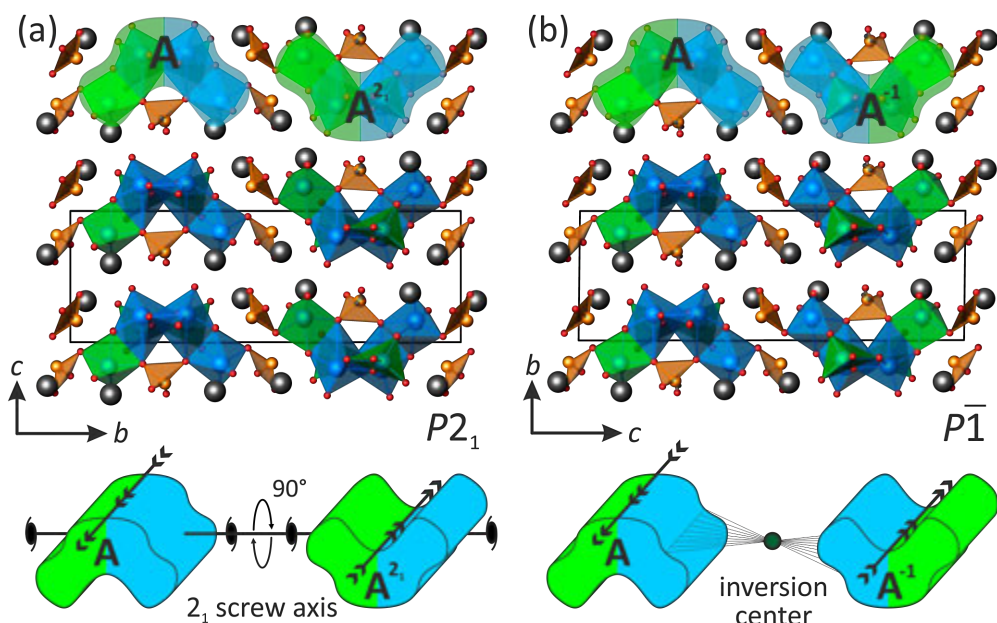 (a)
A
A²₁
(b)
A
A⁻¹
c
b
P2₁
b
c
P1̅
90°
A
A²₁
2₁ screw axis
A
A⁻¹
inversion
center